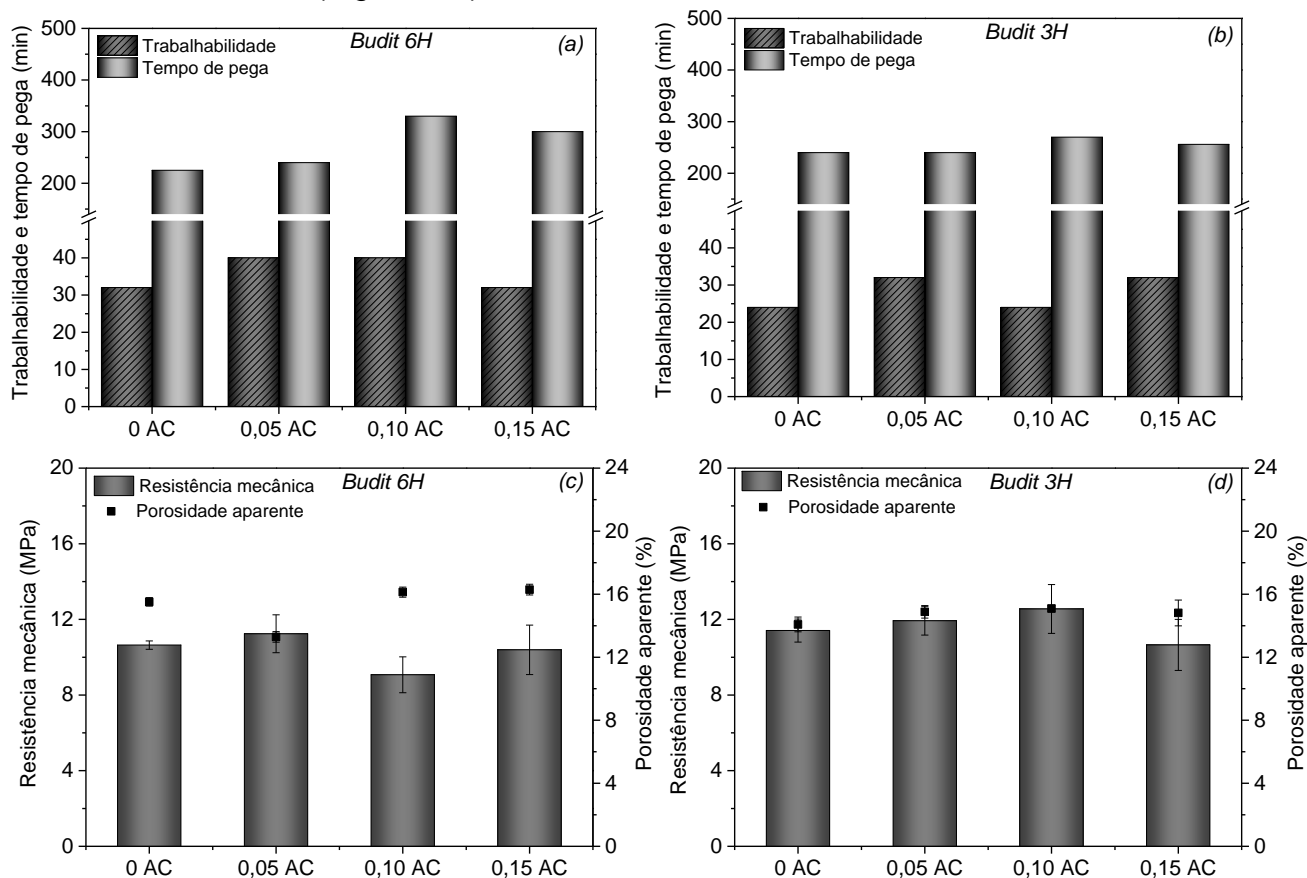 Budit 6H
(a)
Trabalhabilidade
Tempo de pega
Trabalhabilidade e tempo de pega (min)
500
400
300
200
40
30
20
10
0
0 AC
0,05 AC
0,10 AC
0,15 AC
Budit 3H
(b)
Trabalhabilidade
Tempo de pega
Trabalhabilidade e tempo de pega (min)
500
400
300
200
40
30
20
10
0
0 AC
0,05 AC
0,10 AC
0,15 AC
Budit 6H
(c)
Resistência mecânica
Porosidade aparente
Resistência mecânica (MPa)
20
16
12
8
4
0
0 AC
0,05 AC
0,10 AC
0,15 AC
24
20
16
12
8
4
0
Porosidade aparente (%)
Budit 3H
(d)
Resistência mecânica
Porosidade aparente
Resistência mecânica (MPa)
20
16
12
8
4
0
0 AC
0,05 AC
0,10 AC
0,15 AC
24
20
16
12
8
4
0
Porosidade aparente (%)